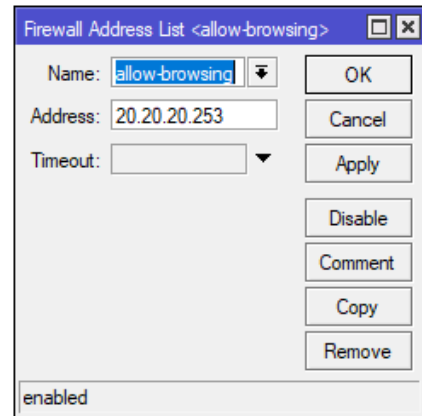 Firewall Address List <allow-browsing>
Name: allow-browsing
OK
Address: 20.20.20.253
Cancel
Timeout:
Apply
Disable
Comment
Copy
Remove
enabled